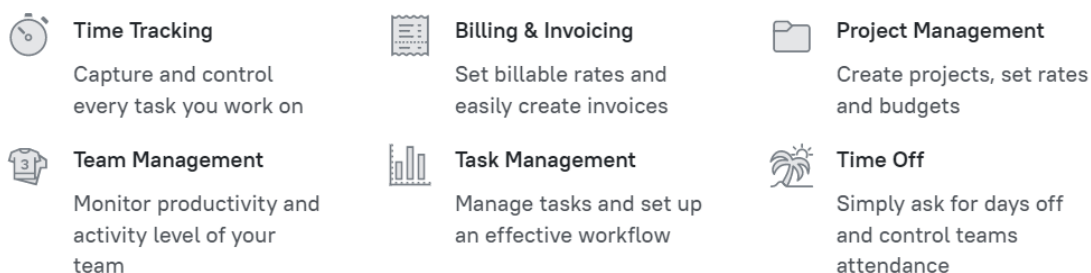 Time Tracking
Capture and control
every task you work on
Billing & Invoicing
Set billable rates and
easily create invoices
Project Management
Create projects, set rates
and budgets
3
Team Management
Monitor productivity and
activity level of your
team
Task Management
Manage tasks and set up
an effective workflow
Time Off
Simply ask for days off
and control teams
attendance